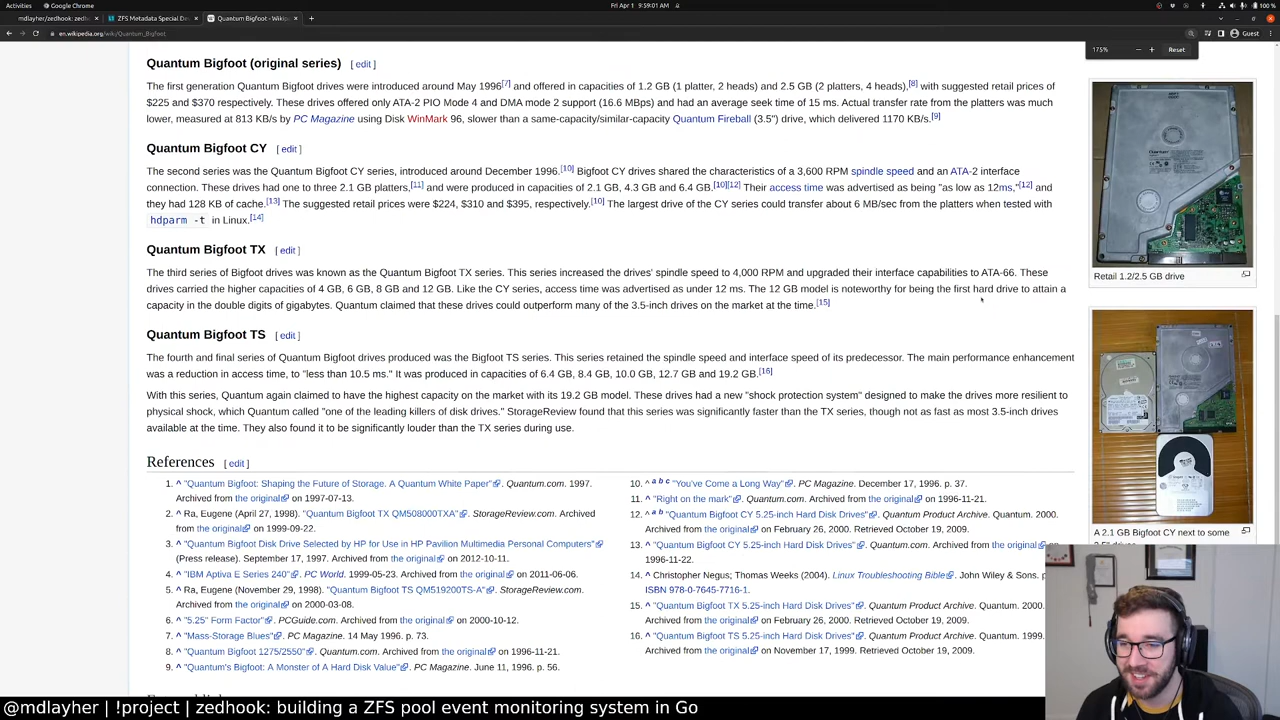 Activities
Google Chrome
Fri Apr 1 9:59:01 AM
100 %
mdlayher/zedhook: zedh
ZFS Metadata Special De
Quantum Bigfoot - Wikip
en.wikipedia.org/wiki/Quantum_Bigfoot
Guest
175%
Reset
Quantum Bigfoot (original series) [ edit ]
The first generation Quantum Bigfoot drives were introduced around May 1996[7] and offered in capacities of 1.2 GB (1 platter, 2 heads) and 2.5 GB (2 platters, 4 heads),[8] with suggested retail prices of
$225 and $370 respectively. These drives offered only ATA-2 PIO Mode 4 and DMA mode 2 support (16.6 MBps) and had an average seek time of 15 ms. Actual transfer rate from the platters was much
lower, measured at 813 KB/s by PC Magazine using Disk WinMark 96, slower than a same-capacity/similar-capacity Quantum Fireball (3.5") drive, which delivered 1170 KB/s.[9]
Quantum Bigfoot CY [ edit ]
The second series was the Quantum Bigfoot CY series, introduced around December 1996.[10] Bigfoot CY drives shared the characteristics of a 3,600 RPM spindle speed and an ATA-2 interface
connection. These drives had one to three 2.1 GB platters,[11] and were produced in capacities of 2.1 GB, 4.3 GB and 6.4 GB.[10][12] Their access time was advertised as being "as low as 12ms,"[12] and
they had 128 KB of cache.[13] The suggested retail prices were $224, $310 and $395, respectively.[10] The largest drive of the CY series could transfer about 6 MB/sec from the platters when tested with
hdparm -t in Linux.[14]
Quantum Bigfoot TX [ edit ]
The third series of Bigfoot drives was known as the Quantum Bigfoot TX series. This series increased the drives' spindle speed to 4,000 RPM and upgraded their interface capabilities to ATA-66. These
drives carried the higher capacities of 4 GB, 6 GB, 8 GB and 12 GB. Like the CY series, access time was advertised as under 12 ms. The 12 GB model is noteworthy for being the first hard drive to attain a
capacity in the double digits of gigabytes. Quantum claimed that these drives could outperform many of the 3.5-inch drives on the market at the time.[15]
Quantum Bigfoot TS [ edit ]
The fourth and final series of Quantum Bigfoot drives produced was the Bigfoot TS series. This series retained the spindle speed and interface speed of its predecessor. The main performance enhancement
was a reduction in access time, to "less than 10.5 ms." It was produced in capacities of 6.4 GB, 8.4 GB, 10.0 GB, 12.7 GB and 19.2 GB.[16]
With this series, Quantum again claimed to have the highest capacity on the market with its 19.2 GB model. These drives had a new "shock protection system" designed to make the drives more resilient to
physical shock, which Quantum called "one of the leading killers of disk drives." StorageReview found that this series was significantly faster than the TX series, though not as fast as most 3.5-inch drives
available at the time. They also found it to be significantly louder than the TX series during use.
Retail 1.2/2.5 GB drive
A 2.1 GB Bigfoot CY next to some
References [ edit ]
1. ^ "Quantum Bigfoot: Shaping the Future of Storage. A Quantum White Paper". Quantum.com. 1997.
Archived from the original on 1997-07-13.
2. ^ Ra, Eugene (April 27, 1998). "Quantum Bigfoot TX QM508000TXA". StorageReview.com. Archived
from the original on 1999-09-22.
3. ^ "Quantum Bigfoot Disk Drive Selected by HP for Use in HP Pavilion Multimedia Personal Computers"
(Press release). September 17, 1997. Archived from the original on 2012-10-11.
4. ^ "IBM Aptiva E Series 240". PC World. 1999-05-23. Archived from the original on 2011-06-06.
5. ^ Ra, Eugene (November 29, 1998). "Quantum Bigfoot TS QM519200TS-A". StorageReview.com.
Archived from the original on 2000-03-08.
6. ^ "5.25" Form Factor". PCGuide.com. Archived from the original on 2000-10-12.
7. ^ "Mass-Storage Blues". PC Magazine. 14 May 1996. p. 73.
8. ^ "Quantum Bigfoot 1275/2550". Quantum.com. Archived from the original on 1996-11-21.
9. ^ "Quantum's Bigfoot: A Monster of A Hard Disk Value". PC Magazine. June 11, 1996. p. 56.
10. ^ a b c "You've Come a Long Way". PC Magazine. December 17, 1996. p. 37.
11. ^ "Right on the mark". Quantum.com. Archived from the original on 1996-11-21.
12. ^ a b "Quantum Bigfoot CY 5.25-inch Hard Disk Drives". Quantum Product Archive. Quantum. 2000.
Archived from the original on February 26, 2000. Retrieved October 19, 2009.
13. ^ "Quantum Bigfoot CY 5.25-inch Hard Disk Drives". Quantum.com. Archived from the original on
1996-11-22.
14. ^ Christopher Negus; Thomas Weeks (2004). Linux Troubleshooting Bible. John Wiley & Sons. p.
ISBN 978-0-7645-7716-1.
15. ^ "Quantum Bigfoot TX 5.25-inch Hard Disk Drives". Quantum Product Archive. Quantum. 2000.
Archived from the original on February 26, 2000. Retrieved October 19, 2009.
16. ^ "Quantum Bigfoot TS 5.25-inch Hard Disk Drives". Quantum Product Archive. Quantum. 1999.
Archived from the original on November 17, 1999. Retrieved October 19, 2009.
@mdlayher | !project | zedhook: building a ZFS pool event monitoring system in Go